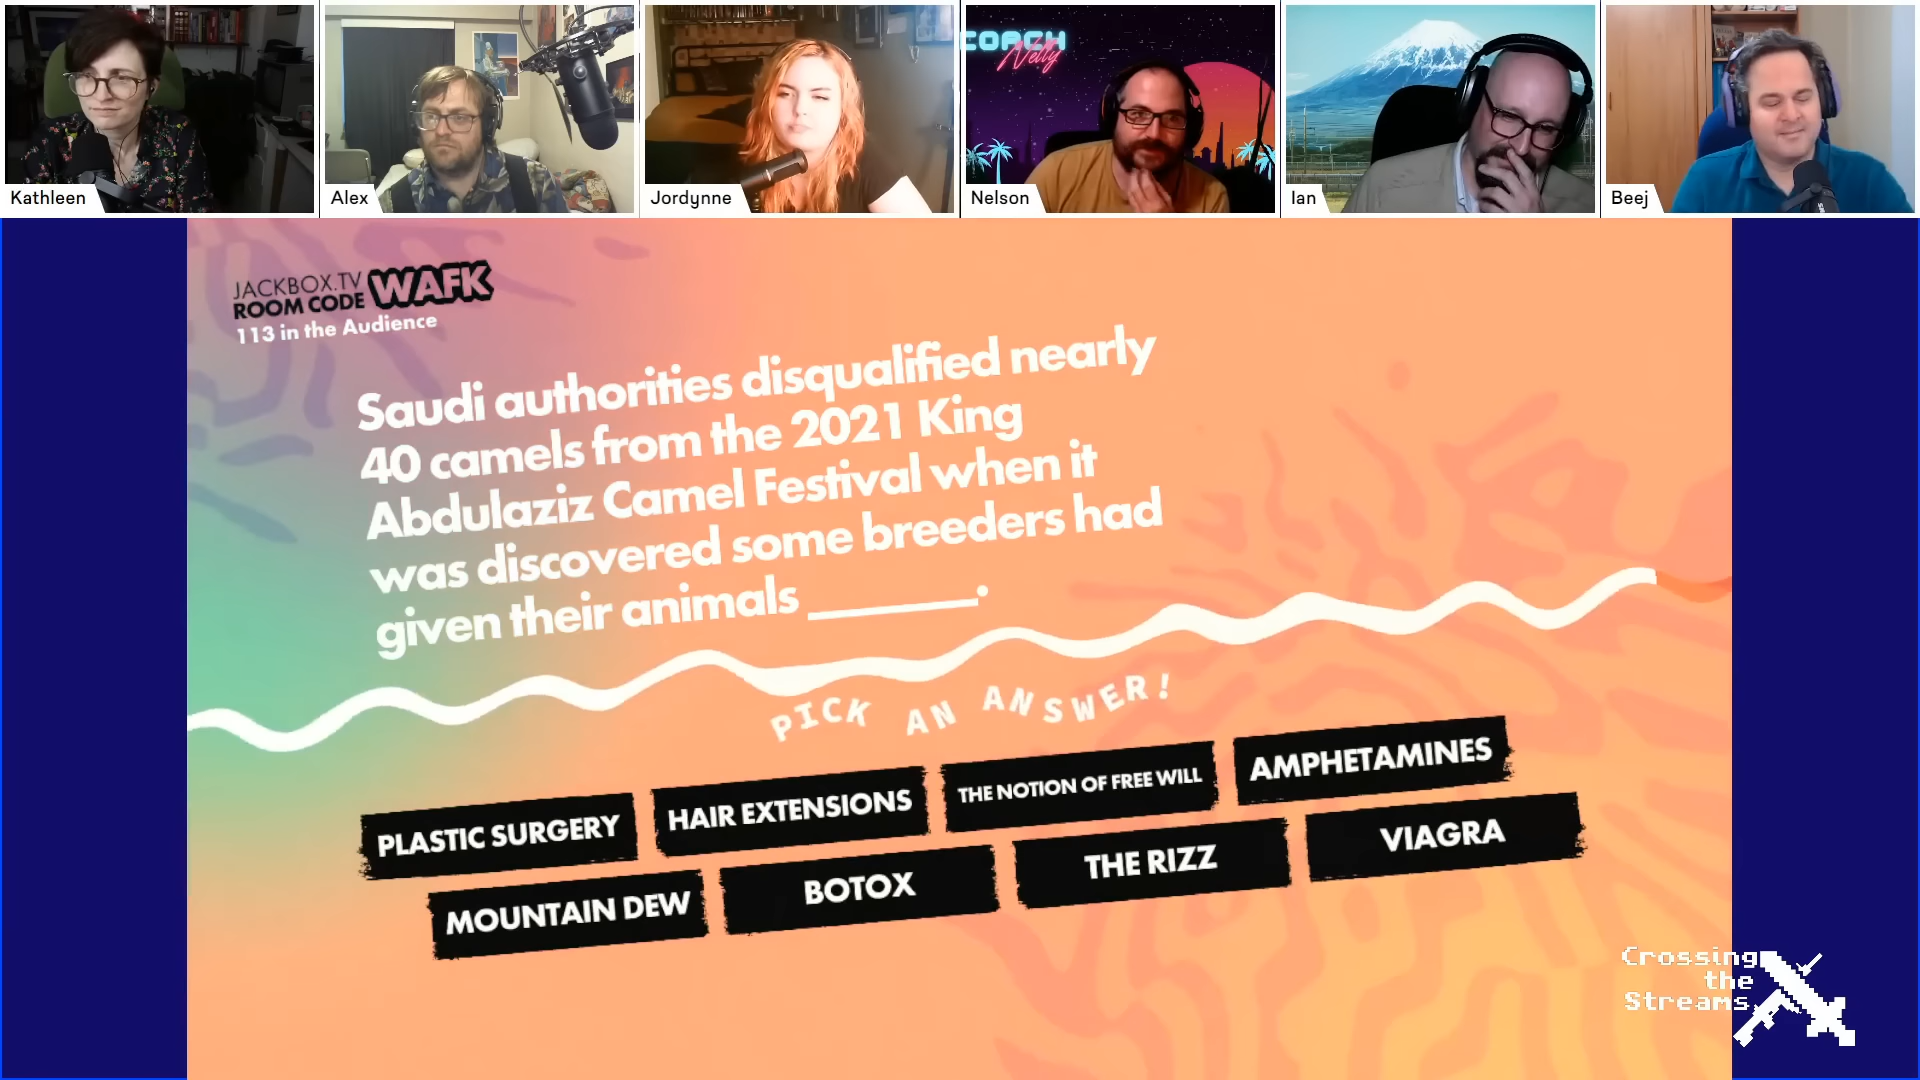 Kathleen
Alex
Jordynne
COACH
Nelly
Nelson
Ian
Beej
JACKBOX.TV
ROOM CODE WAFK
113 in the Audience
Saudi authorities disqualified nearly
40 camels from the 2021 King
Abdulaziz Camel Festival when it
was discovered some breeders had
given their animals ________.
PICK AN ANSWER!
PLASTIC SURGERY
HAIR EXTENSIONS
THE NOTION OF FREE WILL
AMPHETAMINES
MOUNTAIN DEW
BOTOX
THE RIZZ
VIAGRA
Crossing
the
Streams